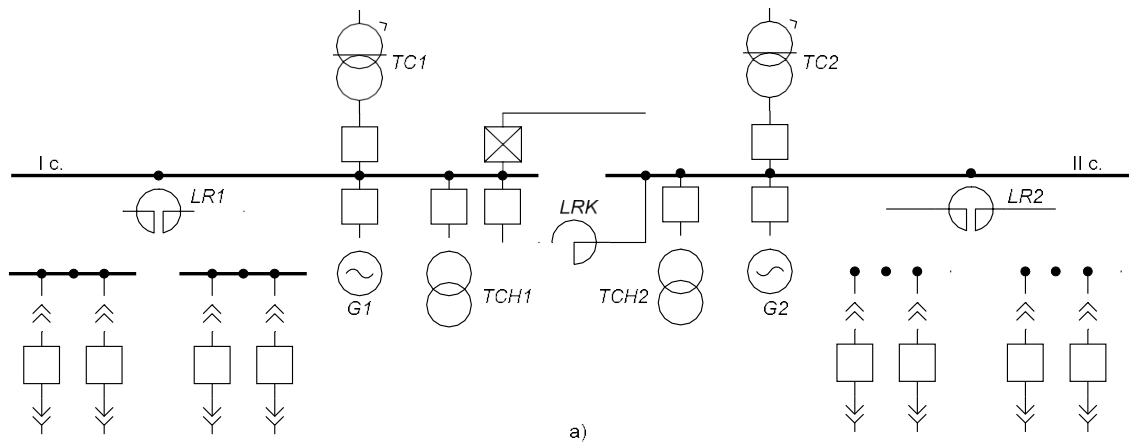 TC1
TC2
I c.
II c.
LR1
LRK
LR2
G1
TCH1
TCH2
G2
a)